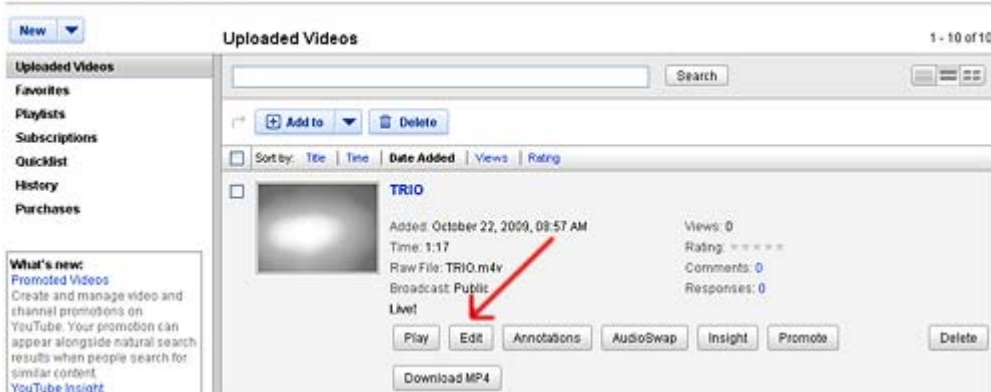 New
Uploaded Videos
1 - 10 of 10
Uploaded Videos
Favorites
Playlists
Subscriptions
Quicklist
History
Purchases
What's new:
Promoted Videos
Create and manage video and
channel promotions on
YouTube. Your promotion can
appear alongside natural search
results when people search for
similar content.
YouTube Insight
Search
Add to
Delete
Sort by: Title | Time | Date Added | Views | Rating
TRIO
Added: October 22, 2009, 08:57 AM
Time: 1:17
Raw File: TRIO.m4v
Broadcast: Public
Live!
Views: 0
Rating:
Comments: 0
Responses: 0
Play Edit Annotations AudioSwap Insight Promote Delete
Download MP4